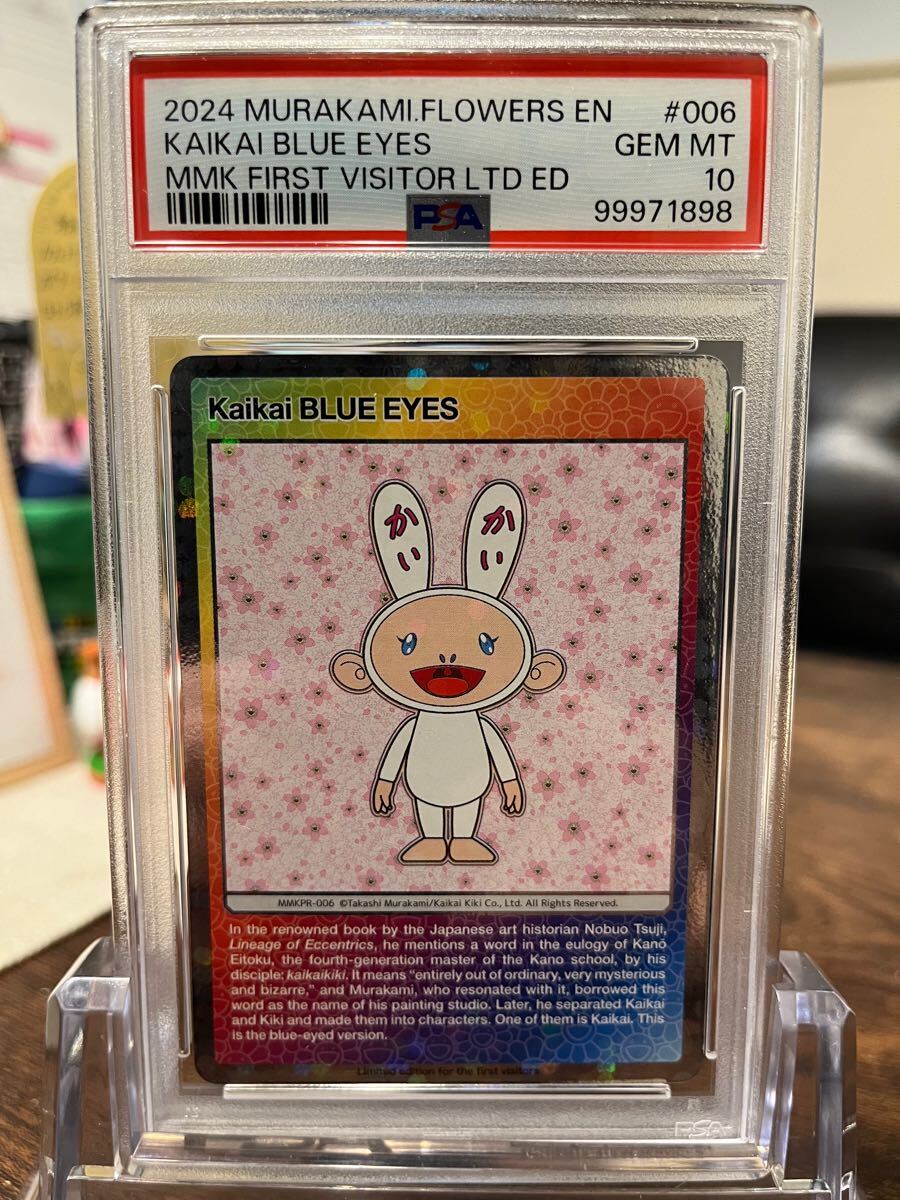 2024 MURAKAMI.FLOWERS EN #006
KAIKAI BLUE EYES GEM MT
MMK FIRST VISITOR LTD ED 10
PSA 99971898
Kaikai BLUE EYES
かい かい
MMKPR-006 ©Takashi Murakami/Kaikai Kiki Co., Ltd. All Rights Reserved.
In the renowned book by the Japanese art historian Nobuo Tsuji,
Lineage of Eccentrics, he mentions a word in the eulogy of Kanō
Eitoku, the fourth-generation master of the Kano school, by his
disciple: kaikaikiki. It means “entirely out of ordinary, very mysterious
and bizarre,” and Murakami, who resonated with it, borrowed this
word as the name of his painting studio. Later, he separated Kaikai
and Kiki and made them into characters. One of them is Kaikai. This
is the blue-eyed version.
Limited edition for the first visitors
PSA